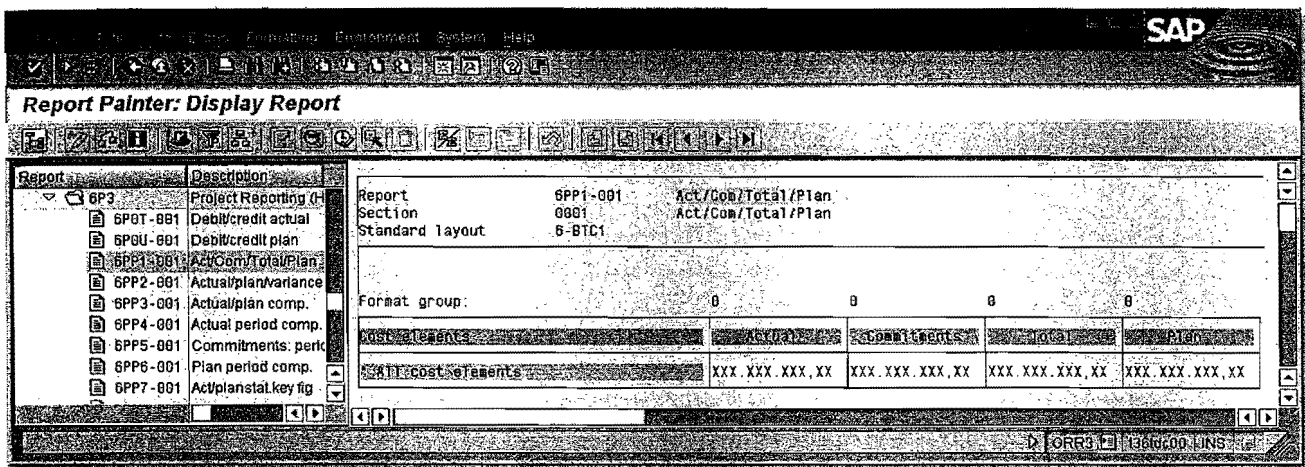 Formatting Environment System Help
SAP
Report Painter: Display Report
Report Description
6P3 Project Reporting (H
6P0T-001 Debit/credit actual
6P0U-001 Debit/credit plan
6PP1-001 Act/Com/Total/Plan
6PP2-001 Actual/plan/variance
6PP3-001 Actual/plan comp.
6PP4-001 Actual period comp.
6PP5-001 Commitments: peri
6PP6-001 Plan period comp.
6PP7-001 Act/planstat.key fig
Report 6PP1-001 Act/Com/Total/Plan
Section 0001 Act/Com/Total/Plan
Standard layout 6-BTC1
Format group: 0 0 0 0
Cost elements Actual Commitments Total Plan
* All cost elements XXX.XXX.XXX,XX XXX.XXX.XXX,XX XXX.XXX.XXX,XX XXX.XXX.XXX,XX
ORR3 INS